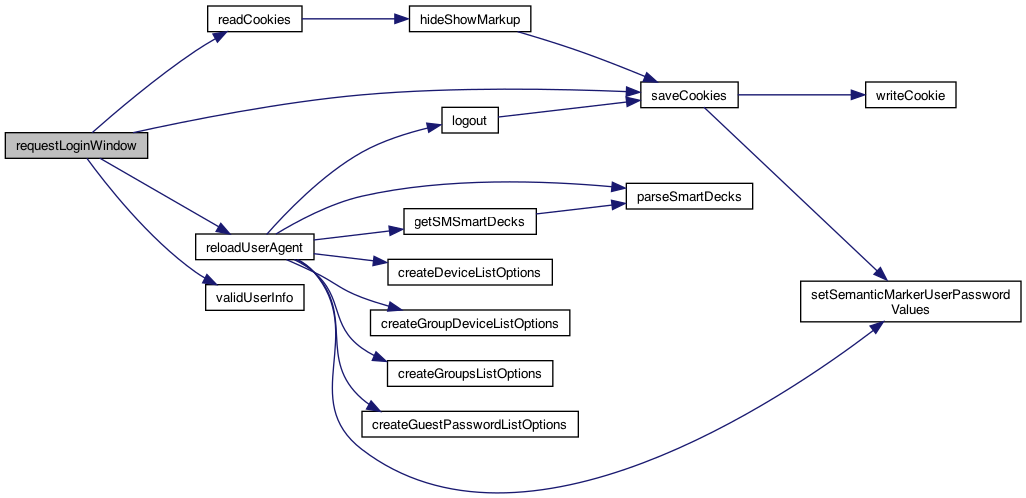 readCookies
hideShowMarkup
saveCookies
writeCookie
logout
requestLoginWindow
parseSmartDecks
getSMSmartDecks
reloadUserAgent
createDeviceListOptions
validUserInfo
setSemanticMarkerUserPassword
Values
createGroupDeviceListOptions
createGroupsListOptions
createGuestPasswordListOptions